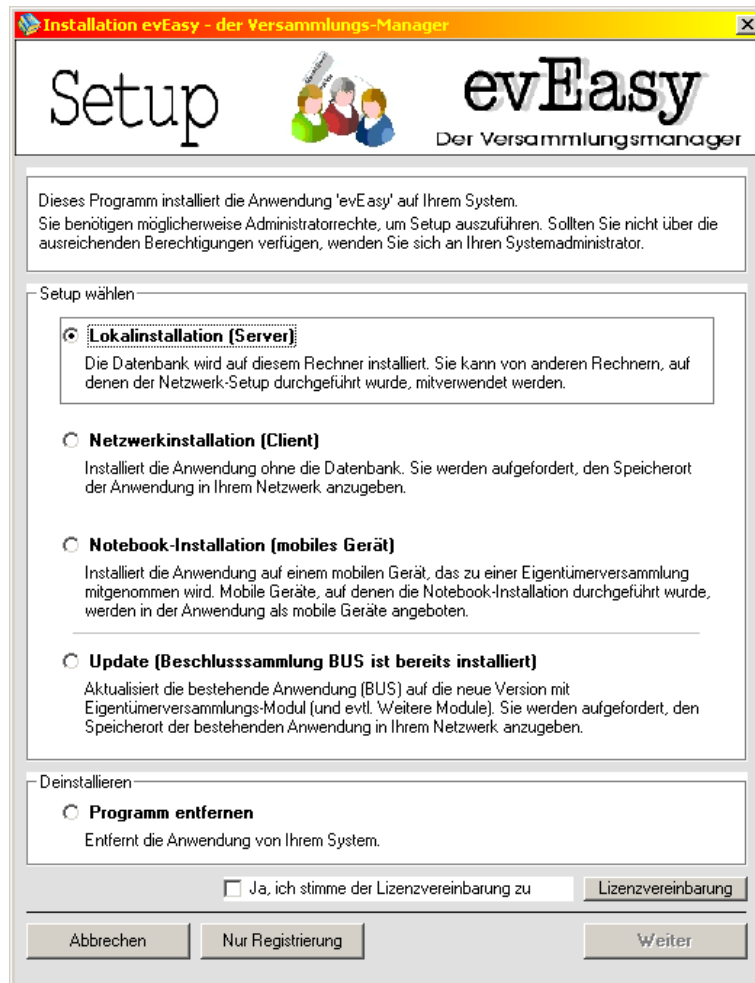 Installation evEasy - der Versammlungs-Manager
Setup
evEasy
Der Versammlungsmanager
Dieses Programm installiert die Anwendung 'evEasy' auf Ihrem System.
Sie benötigen möglicherweise Administratorrechte, um Setup auszuführen. Sollten Sie nicht über die
ausreichenden Berechtigungen verfügen, wenden Sie sich an Ihren Systemadministrator.
Setup wählen
Lokalinstallation (Server)
Die Datenbank wird auf diesem Rechner installiert. Sie kann von anderen Rechnern, auf
denen der Netzwerk-Setup durchgeführt wurde, mitverwendet werden.
Netzwerkinstallation (Client)
Installiert die Anwendung ohne die Datenbank. Sie werden aufgefordert, den Speicherort
der Anwendung in Ihrem Netzwerk anzugeben.
Notebook-Installation (mobiles Gerät)
Installiert die Anwendung auf einem mobilen Gerät, das zu einer Eigentümerversammlung
mitgenommen wird. Mobile Geräte, auf denen die Notebook-Installation durchgeführt wurde,
werden in der Anwendung als mobile Geräte angeboten.
Update (Beschlusssammlung BUS ist bereits installiert)
Aktualisiert die bestehende Anwendung (BUS) auf die neue Version mit
Eigentümerversammlungs-Modul (und evtl. Weitere Module). Sie werden aufgefordert, den
Speicherort der bestehenden Anwendung in Ihrem Netzwerk anzugeben.
Deinstallieren
Programm entfernen
Entfernt die Anwendung von Ihrem System.
Ja, ich stimme der Lizenzvereinbarung zu
Lizenzvereinbarung
Abbrechen
Nur Registrierung
Weiter